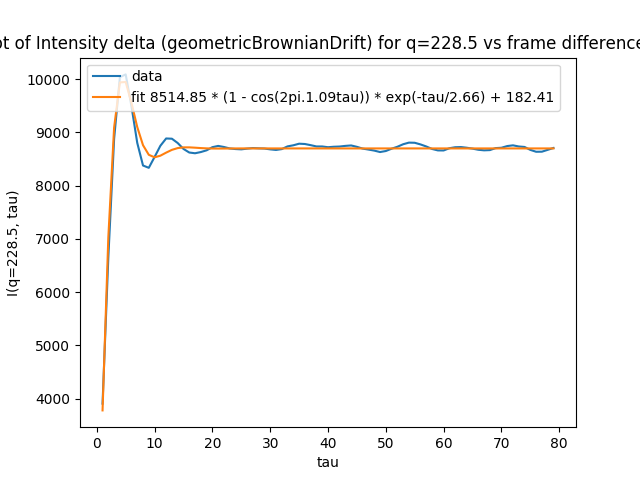 ot of Intensity delta (geometricBrownianDrift) for q=228.5 vs frame difference
data
fit 8514.85 * (1 - cos(2pi.1.09tau)) * exp(-tau/2.66) + 182.41
10000
9000
8000
7000
6000
5000
4000
I(q=228.5, tau)
0 10 20 30 40 50 60 70 80
tau